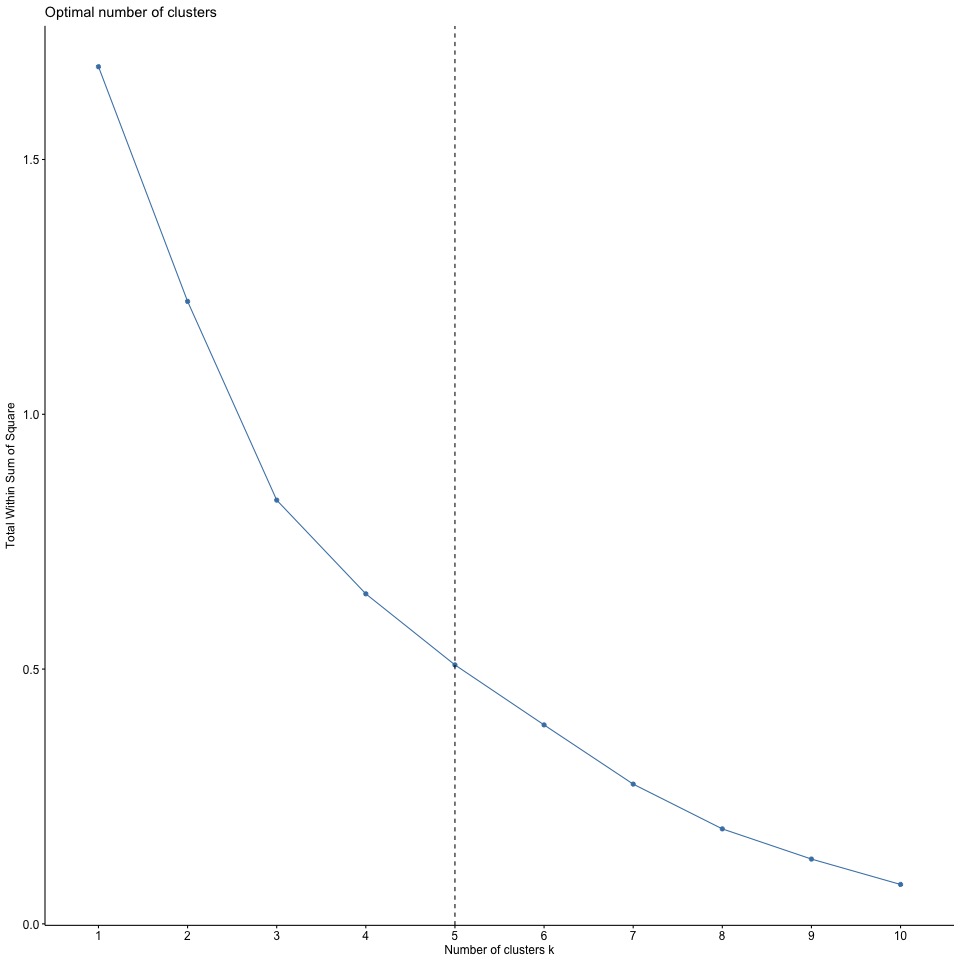 Optimal number of clusters
Total Within Sum of Square
1.5
1.0
0.5
0.0
1 2 3 4 5 6 7 8 9 10
Number of clusters k